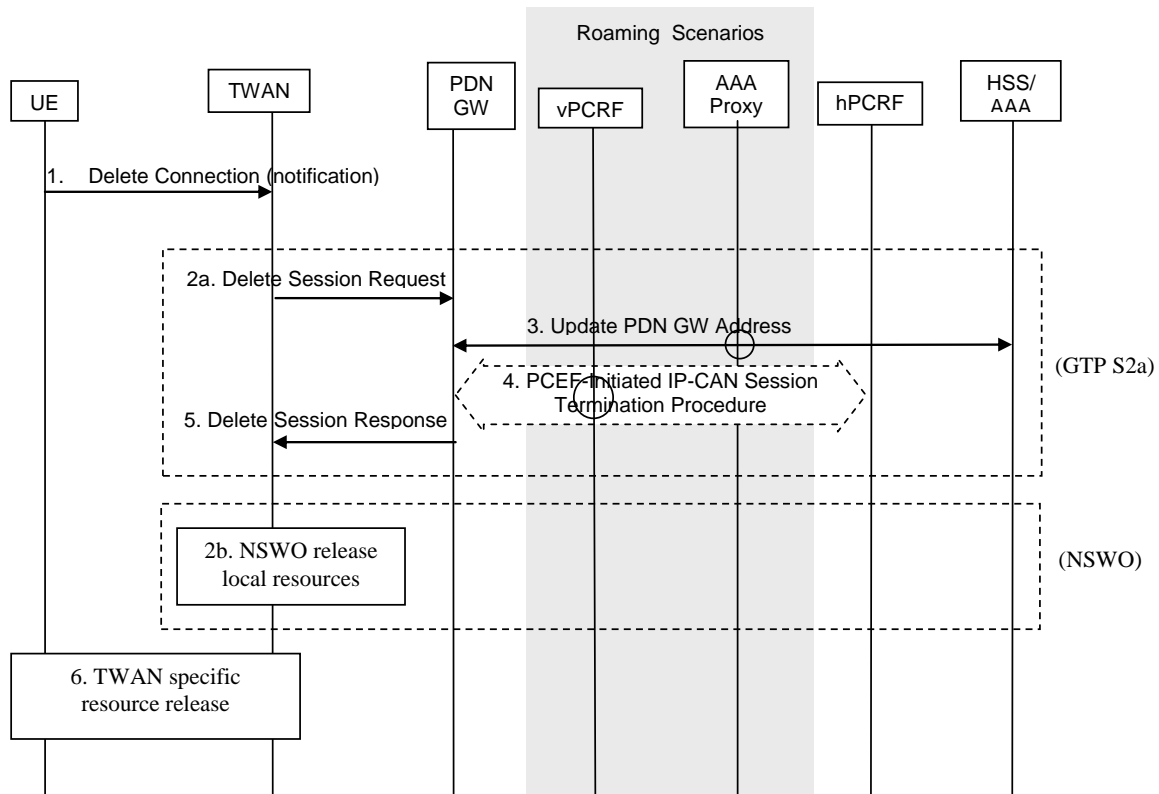 Roaming Scenarios
UE
TWAN
PDN
GW
vPCRF
AAA
Proxy
hPCRF
HSS/
AAA
1. Delete Connection (notification)
2a. Delete Session Request
3. Update PDN GW Address
(GTP S2a)
4. PCEF-Initiated IP-CAN Session
Termination Procedure
5. Delete Session Response
2b. NSWO release
local resources
(NSWO)
6. TWAN specific
resource release